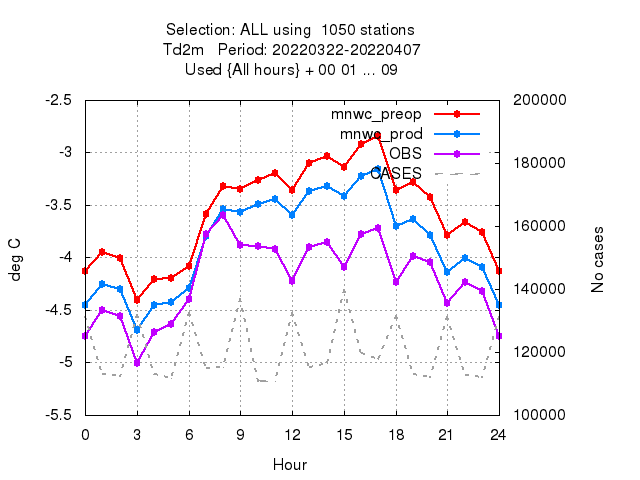 Selection: ALL using  1050 stations
Td2m   Period: 20220322-20220407
Used {All hours} + 00 01 ... 09
-2.5
-3
-3.5
-4
-4.5
-5
-5.5
200000
180000
160000
140000
120000
100000
mnwc_preop
mnwc_prod
OBS
CASES
deg C
No cases
0 3 6 9 12 15 18 21 24
Hour